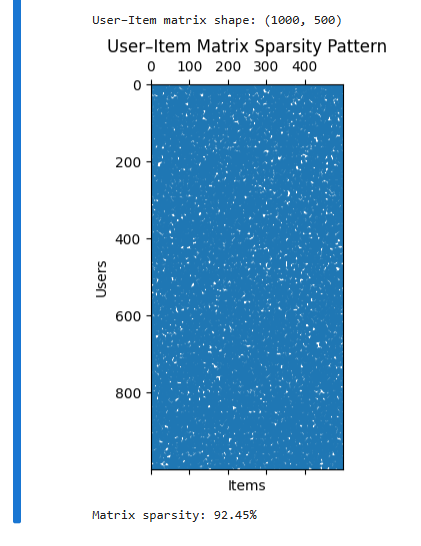 User–Item matrix shape: (1000, 500)
User–Item Matrix Sparsity Pattern
0 100 200 300 400
0
200
400
600
800
Users
Items
Matrix sparsity: 92.45%